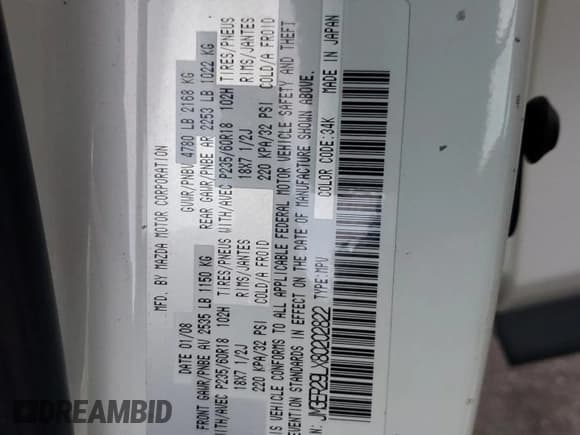 MFD. BY MAZDA MOTOR CORPORATION
DATE 01/08 GVWR/PNBV 4780 LB 2168 KG
FRONT GAWR/PNBE AV 2535 LB 1150 KG REAR GAWR/PNBE AR 2253 LB 1022 KG
WITH/AVEC P235/60R18 102H TIRES/PNEUS WITH/AVEC P235/60R18 102H TIRES/PNEUS
18X7 1/2J RIMS/JANTES 18X7 1/2J RIMS/JANTES
220 KPA/32 PSI COLD/A FROID 220 KPA/32 PSI COLD/A FROID
IS VEHICLE CONFORMS TO ALL APPLICABLE FEDERAL MOTOR VEHICLE SAFETY AND THEFT
EVENTION STANDARDS IN EFFECT ON THE DATE OF MANUFACTURE SHOWN ABOVE.
N: JM3ER29LX80202822 TYPE:MPV
COLOR CODE:34K MADE IN JAPAN
DREAMBID